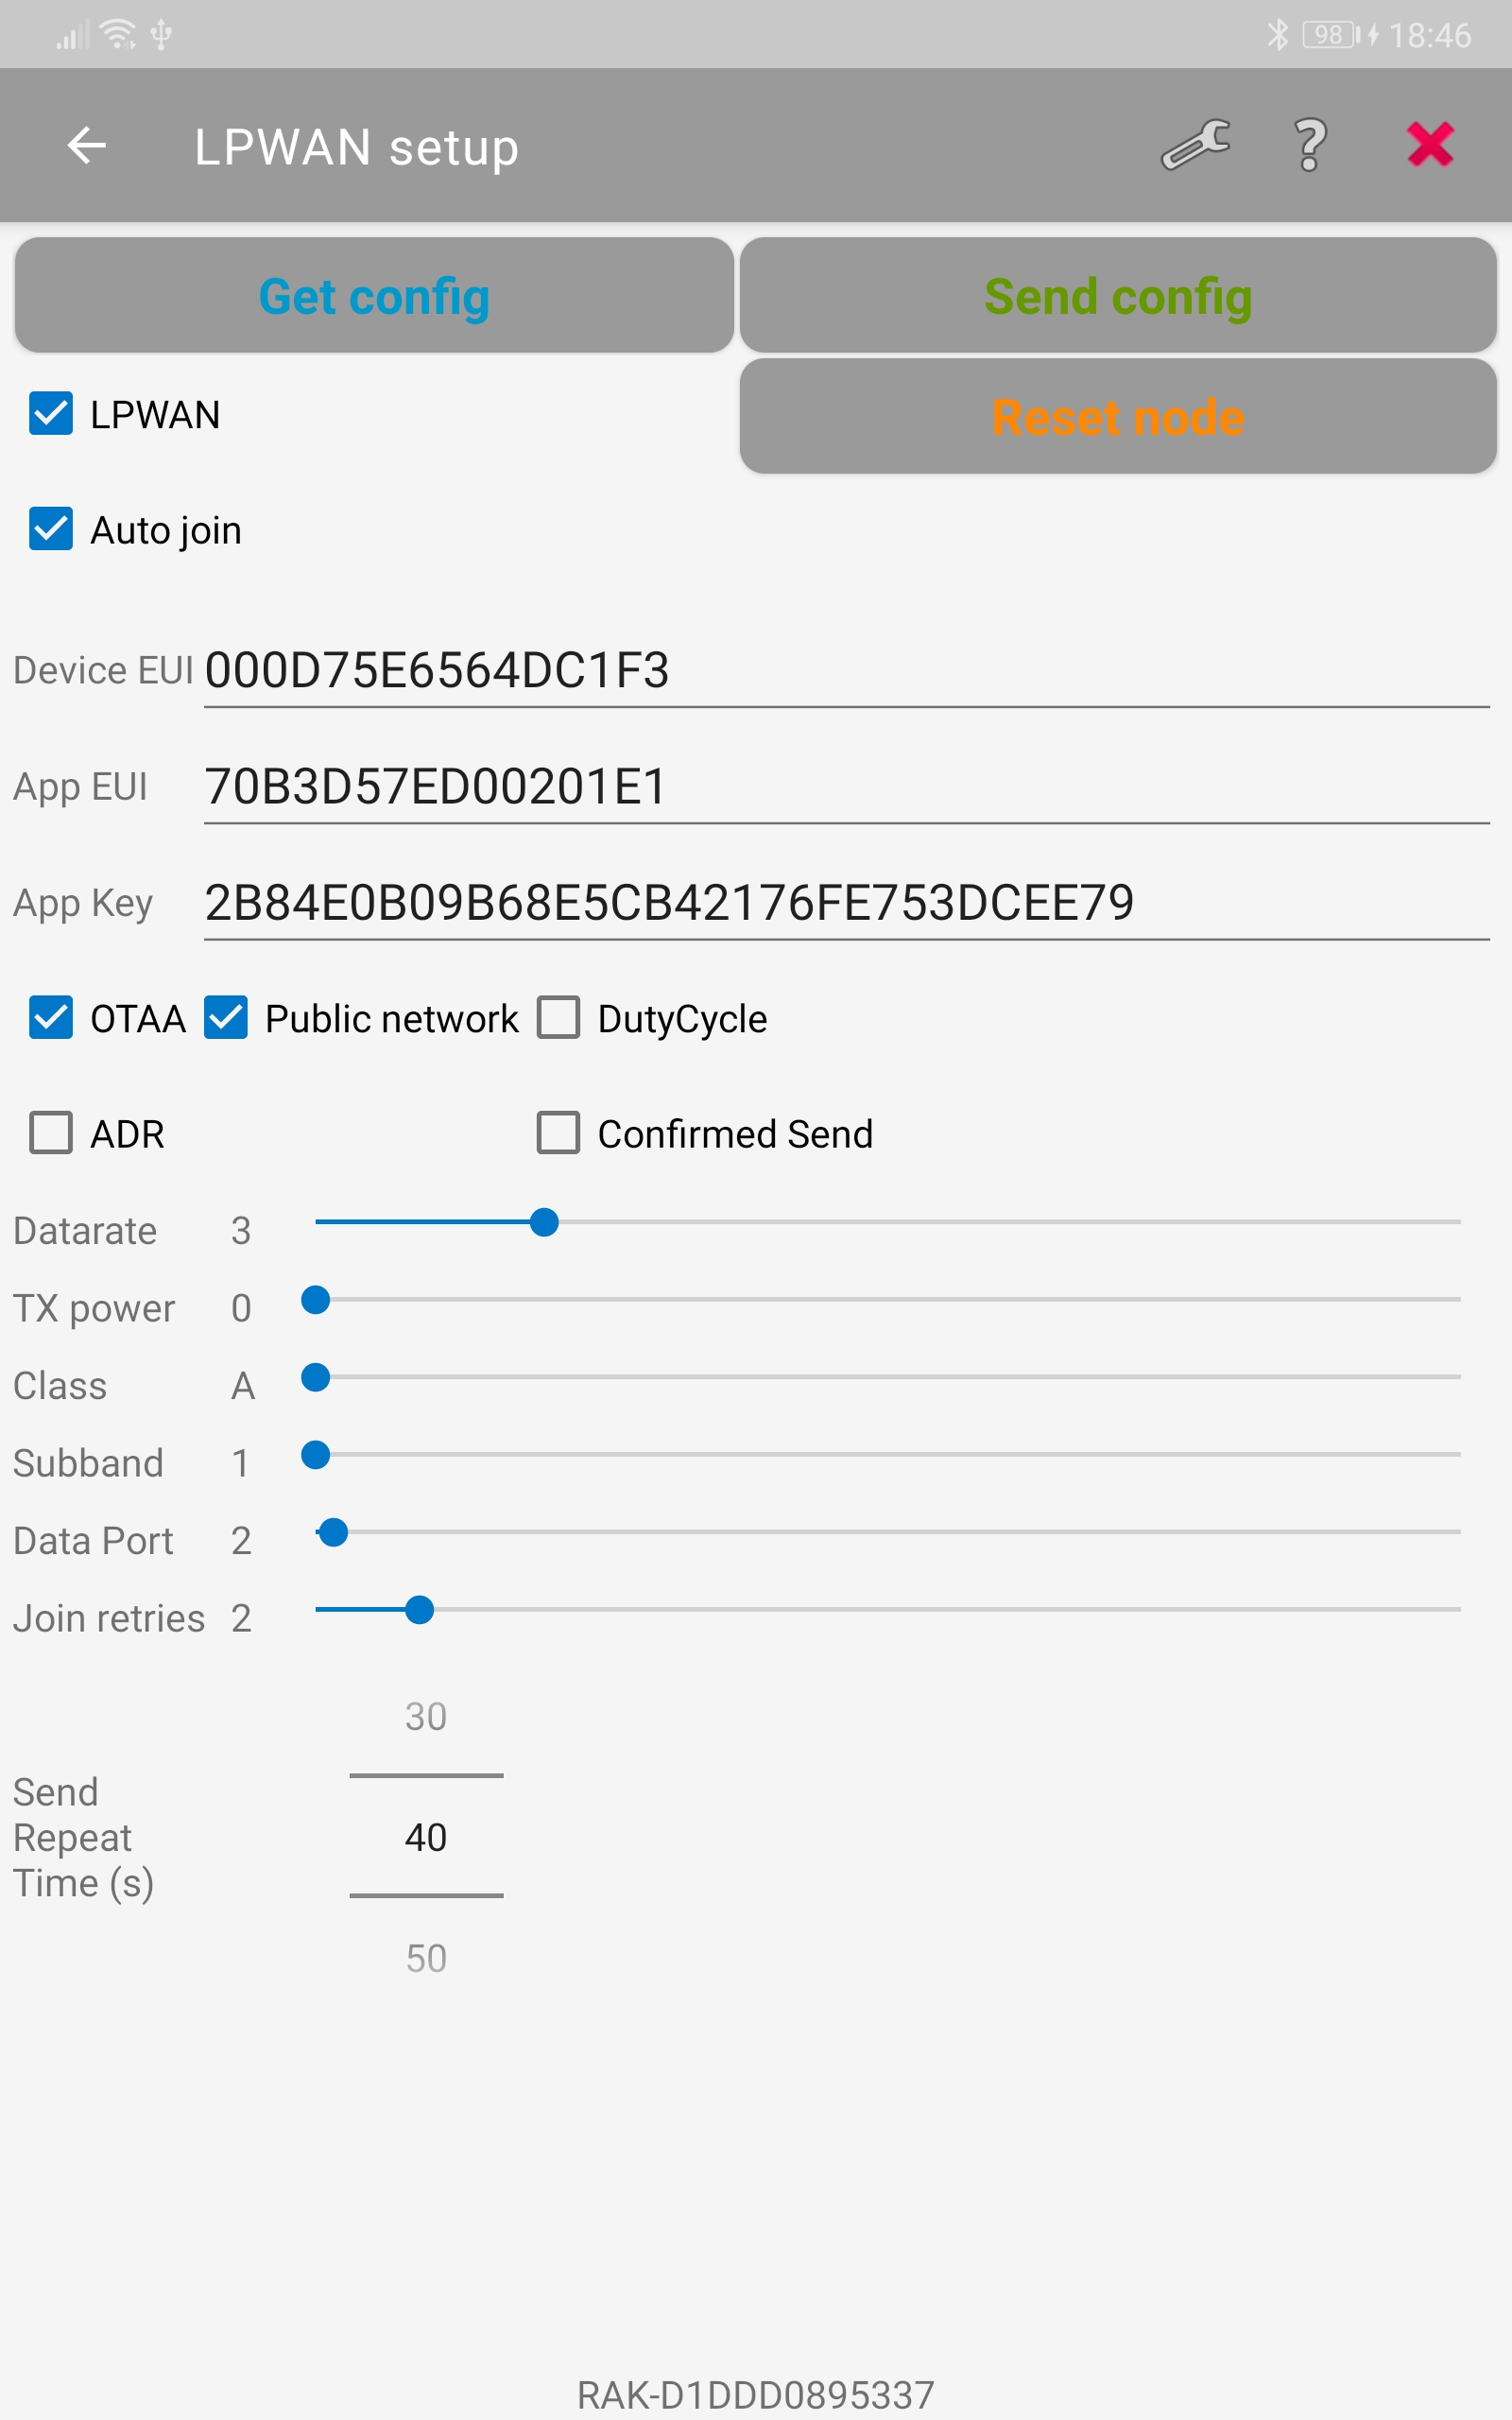 98 18:46
LPWAN setup
Get config Send config
LPWAN Reset node
Auto join
Device EUI 000D75E6564DC1F3
App EUI 70B3D57ED00201E1
App Key 2B84E0B09B68E5CB42176FE753DCEE79
OTAA Public network DutyCycle
ADR Confirmed Send
Datarate 3
TX power 0
Class A
Subband 1
Data Port 2
Join retries 2
30
Send
Repeat 40
Time (s)
50
RAK-D1DDD0895337